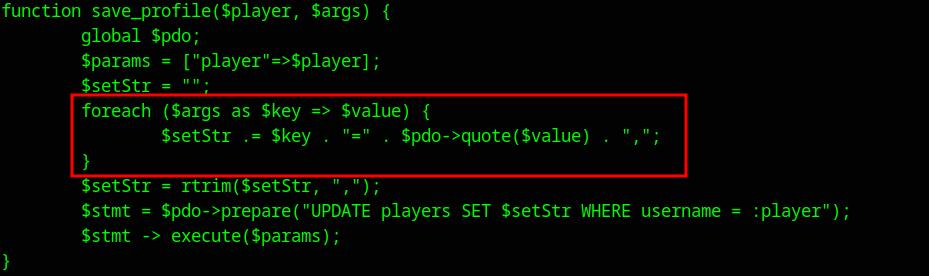 function save_profile($player, $args) {
global $pdo;
$params = ["player"=>$player];
$setStr = "";
foreach ($args as $key => $value) {
$setStr .= $key . "=" . $pdo->quote($value) . ",";
}
$setStr = rtrim($setStr, ",");
$stmt = $pdo->prepare("UPDATE players SET $setStr WHERE username = :player");
$stmt -> execute($params);
}